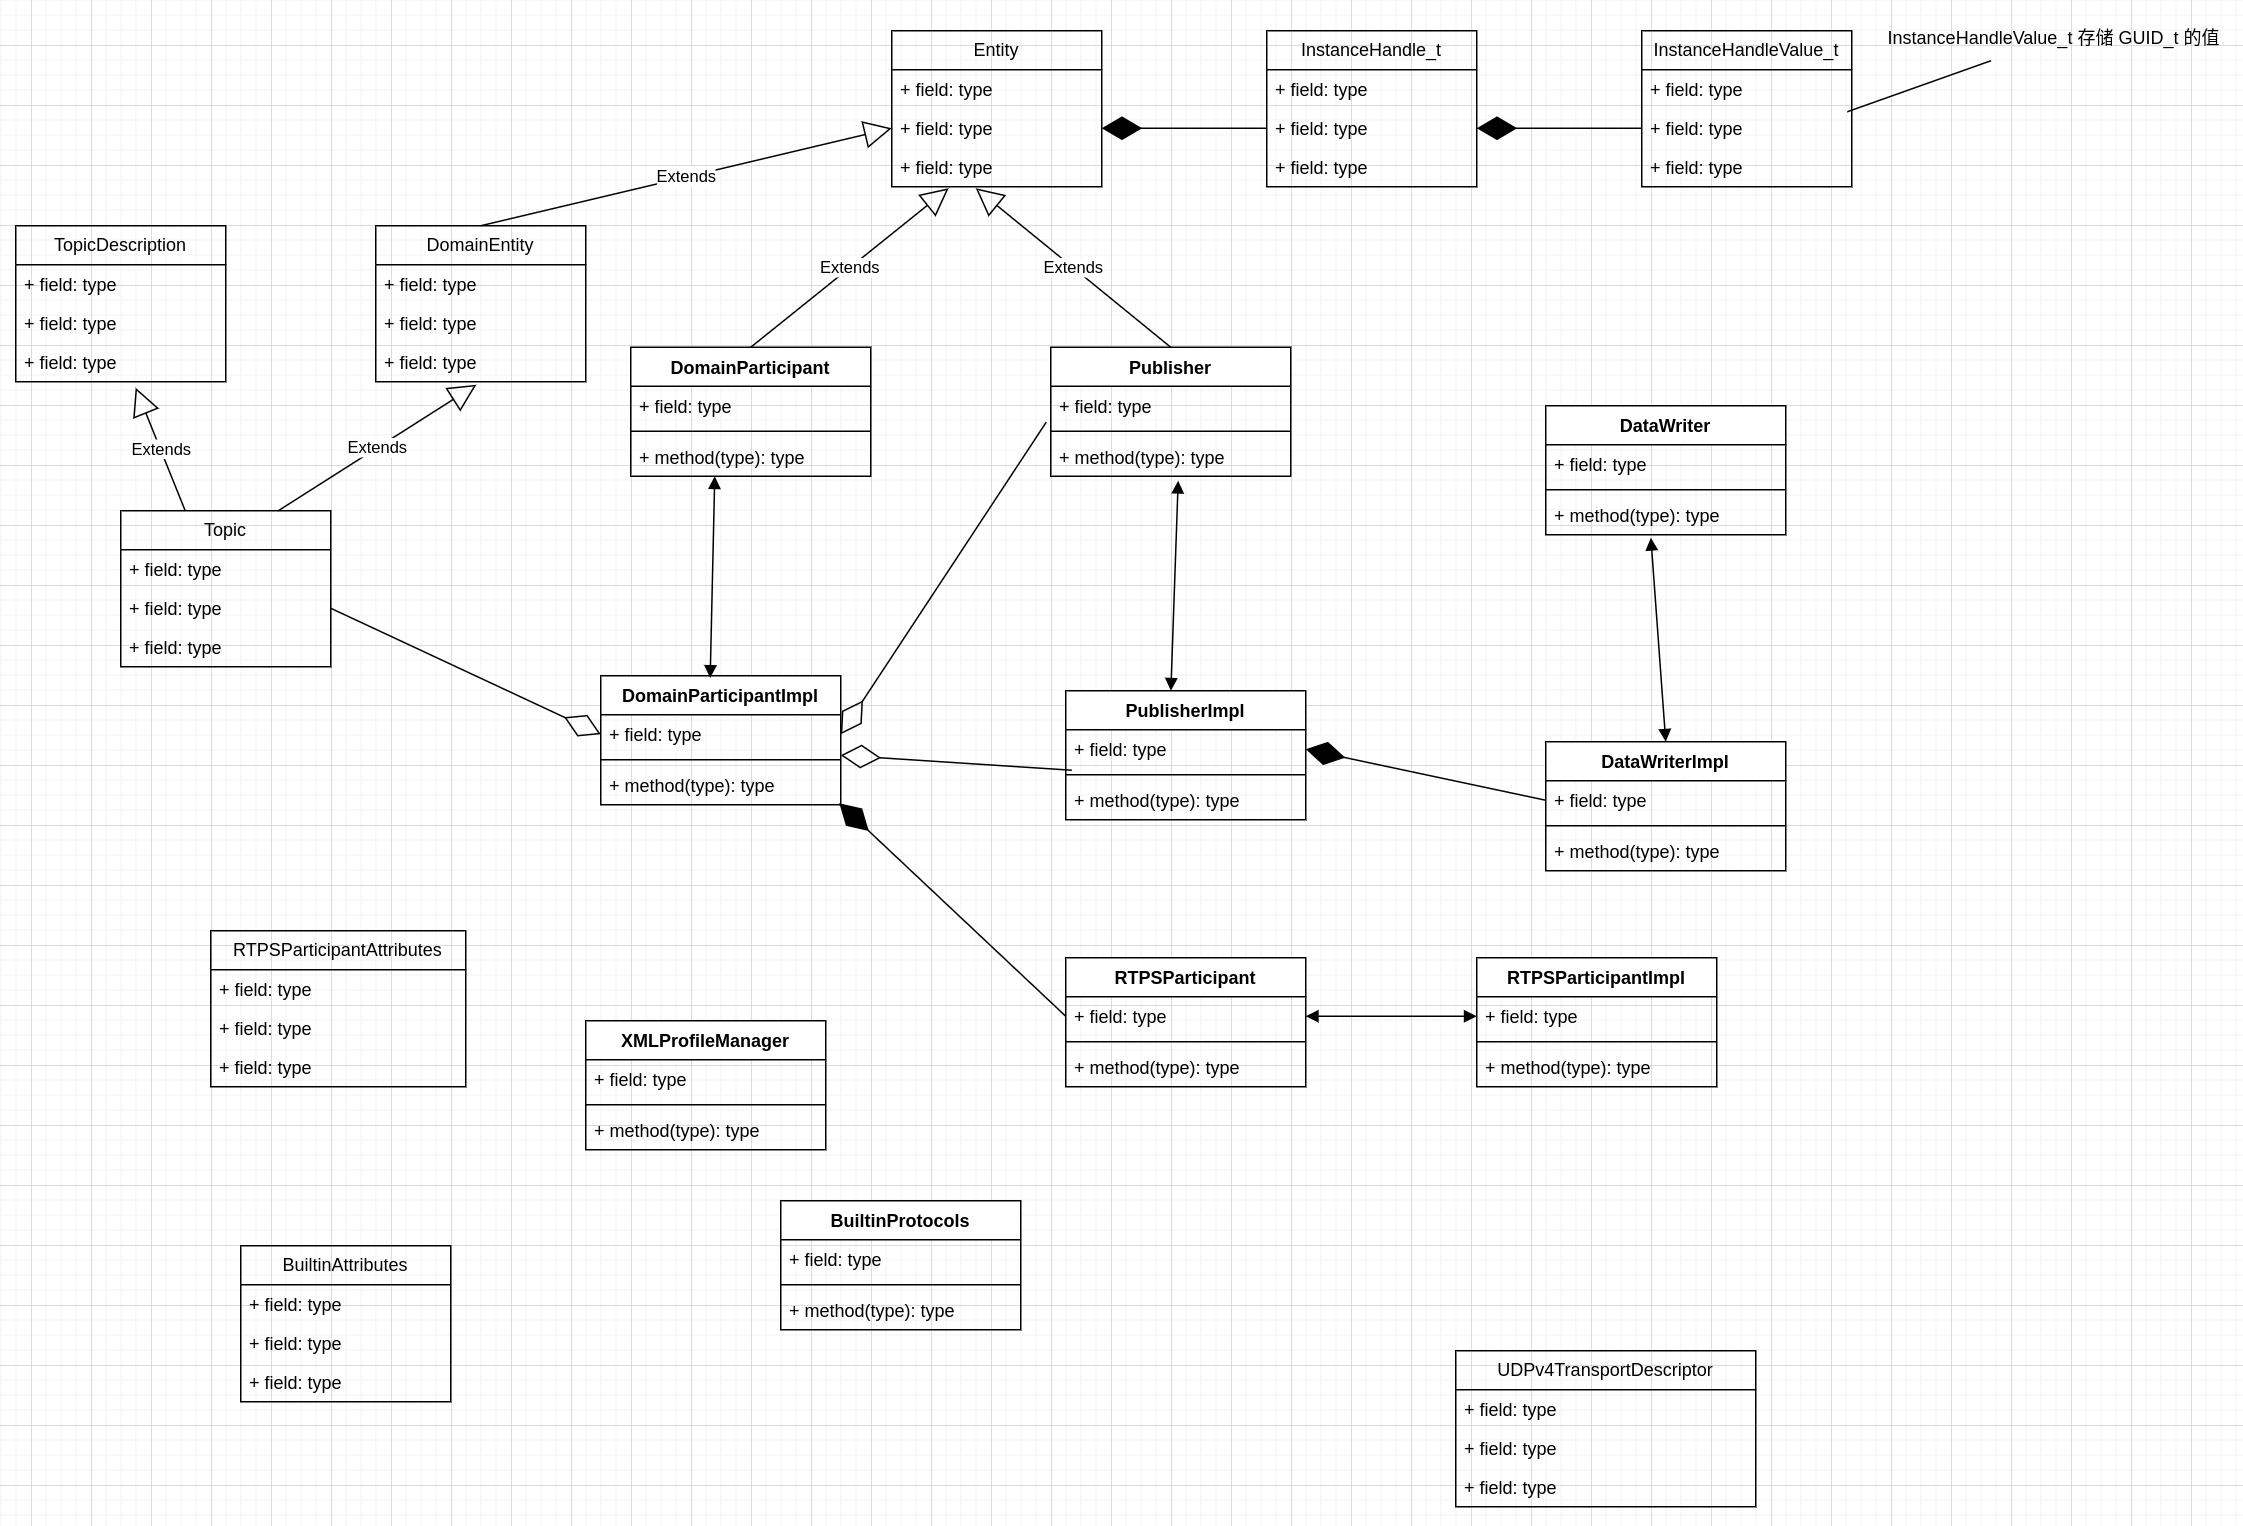 Entity
+ field: type
+ field: type
+ field: type
InstanceHandle_t
+ field: type
+ field: type
+ field: type
InstanceHandleValue_t
+ field: type
+ field: type
+ field: type
InstanceHandleValue_t 存储 GUID_t 的值
Extends
TopicDescription
+ field: type
+ field: type
+ field: type
DomainEntity
+ field: type
+ field: type
+ field: type
Extends
Extends
DomainParticipant
+ field: type
+ method(type): type
Publisher
+ field: type
+ method(type): type
DataWriter
+ field: type
+ method(type): type
Extends
Extends
Topic
+ field: type
+ field: type
+ field: type
DomainParticipantImpl
+ field: type
+ method(type): type
PublisherImpl
+ field: type
+ method(type): type
DataWriterImpl
+ field: type
+ method(type): type
RTPSParticipantAttributes
+ field: type
+ field: type
+ field: type
RTPSParticipant
+ field: type
+ method(type): type
RTPSParticipantImpl
+ field: type
+ method(type): type
XMLProfileManager
+ field: type
+ method(type): type
BuiltinProtocols
+ field: type
+ method(type): type
BuiltinAttributes
+ field: type
+ field: type
+ field: type
UDPv4TransportDescriptor
+ field: type
+ field: type
+ field: type